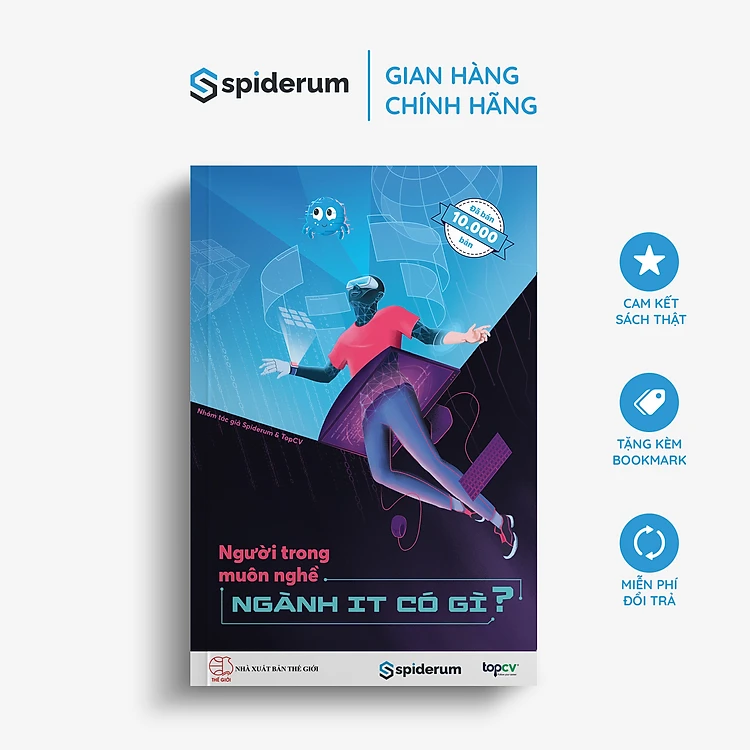 spiderum
GIAN HÀNG
CHÍNH HÃNG
Đã bán
10.000
bản
CAM KẾT
SÁCH THẬT
Nhóm tác giả Spiderum & TopCV
TẶNG KÈM
BOOKMARK
Người trong
muôn nghề
NGÀNH IT CÓ GÌ?
MIỄN PHÍ
ĐỔI TRẢ
THẾ GIỚI
NHÀ XUẤT BẢN THẾ GIỚI
spiderum
topcv